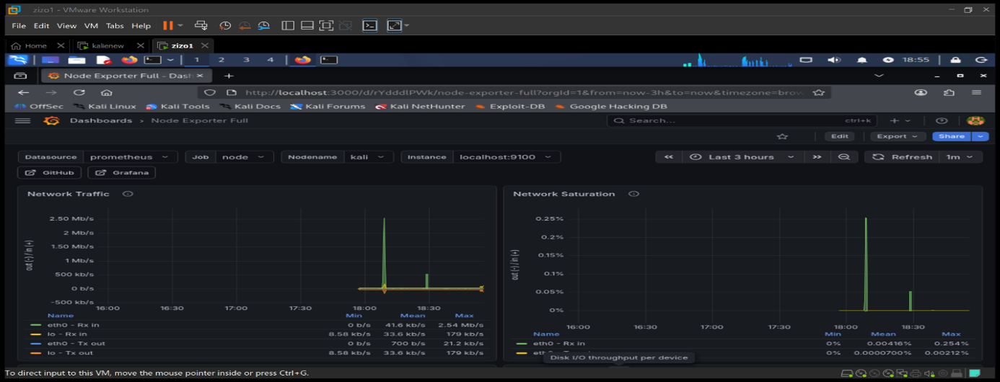 zizo1 - VMware Workstation
File Edit View VM Tabs Help
Home kalienew zizo1
1 2 3 4 18:55
Node Exporter Full - Dash
http://localhost:3000/d/rYdddlPWk/node-exporter-full?orgId=1&from=now-3h&to=now&timezone=brow
OffSec Kali Linux Kali Tools Kali Docs Kali Forums Kali NetHunter Exploit-DB Google Hacking DB
Dashboards > Node Exporter Full Search... ctrl+k
Edit Export Share
Datasource prometheus Job node Nodename kali Instance localhost:9100 Last 3 hours Refresh 1m
GitHub Grafana
Network Traffic
2.50 Mb/s
2 Mb/s
1.50 Mb/s
1 Mb/s
500 kb/s
0 b/s
-500 kb/s
out (-) / in (+)
16:00 16:30 17:00 17:30 18:00 18:30
Name Min Mean Max
eth0 - Rx in 0 b/s 41.6 kb/s 2.54 Mb/s
lo - Rx in 8.58 kb/s 33.6 kb/s 179 kb/s
eth0 - Tx out 0 b/s 700 b/s 21.2 kb/s
lo - Tx out 8.58 kb/s 33.6 kb/s 179 kb/s
Network Saturation
0.25%
0.2%
0.15%
0.1%
0.05%
0%
out (-) / in (+)
16:00 16:30 17:00 17:30 18:00 18:30
Name Min Mean Max
eth0 - Rx in 0% 0.00416% 0.254%
0% 0.0000700% 0.00212%
Disk I/O throughput per device
To direct input to this VM, move the mouse pointer inside or press Ctrl+G.